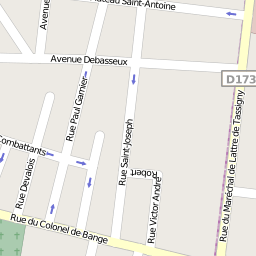 Saint-Antoine
Avenue
Avenue Debasseux
D173
Rue Paul Garnier
Rue Saint-Joseph
Combattants
Rue Devalois
Robert
Rue Victor André
Rue du Maréchal de Lattre de Tassigny
Rue du Colonel de Bange